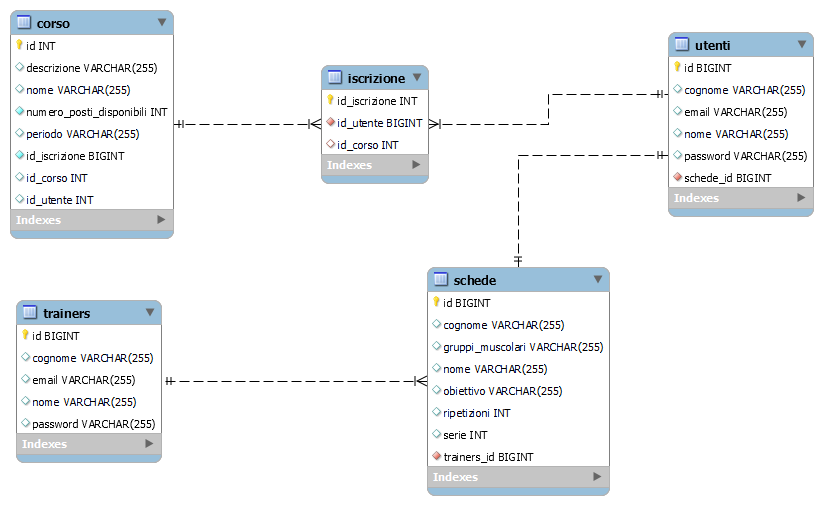 corso
id INT
descrizione VARCHAR(255)
nome VARCHAR(255)
numero_posti_disponibili INT
periodo VARCHAR(255)
id_iscrizione BIGINT
id_corso INT
id_utente INT
Indexes
iscrizione
id_iscrizione INT
id_utente BIGINT
id_corso INT
Indexes
utenti
id BIGINT
cognome VARCHAR(255)
email VARCHAR(255)
nome VARCHAR(255)
password VARCHAR(255)
schede_id BIGINT
Indexes
trainers
id BIGINT
cognome VARCHAR(255)
email VARCHAR(255)
nome VARCHAR(255)
password VARCHAR(255)
Indexes
schede
id BIGINT
cognome VARCHAR(255)
gruppi_muscolari VARCHAR(255)
nome VARCHAR(255)
obiettivo VARCHAR(255)
ripetizioni INT
serie INT
trainers_id BIGINT
Indexes